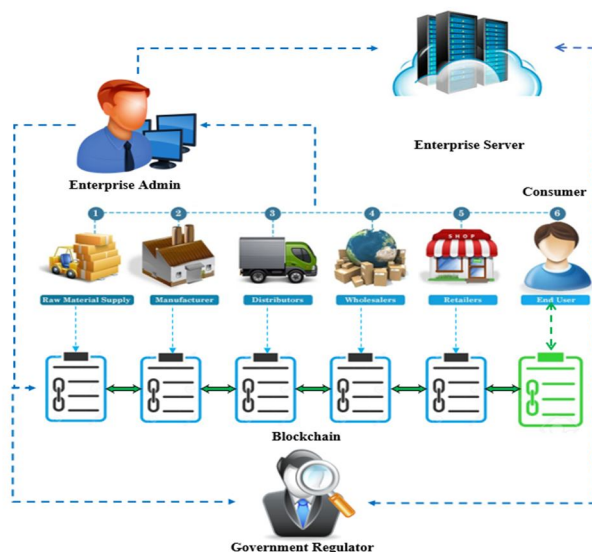 Enterprise Server
Enterprise Admin
Consumer
1 2 3 4 5 6
SHOP
Raw Material Supply Manufacturer Distributors Wholesalers Retailers End User
Blockchain
Government Regulator